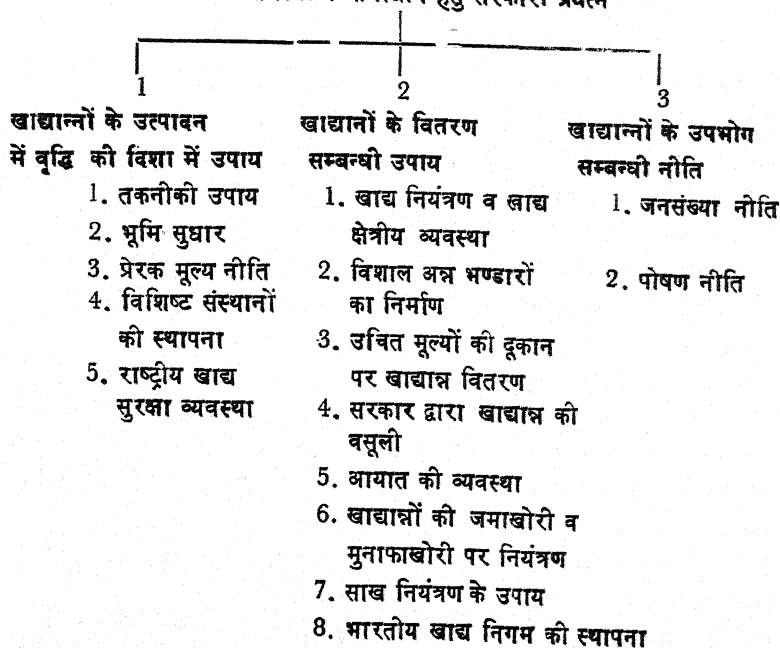 हेतु सरकारी प्रयत्न
1
खाद्यान्नों के उत्पादन
में वृद्धि की दिशा में उपाय
1. तकनीकी उपाय
2. भूमि सुधार
3. प्रेरक मूल्य नीति
4. विशिष्ट संस्थानों
की स्थापना
5. राष्ट्रीय खाद्य
सुरक्षा व्यवस्था
2
खाद्यानों के वितरण
सम्बन्धी उपाय
1. खाद्य नियंत्रण व खाद्य
क्षेत्रीय व्यवस्था
2. विशाल अन्न भण्डारों
का निर्माण
3. उचित मूल्यों की दूकान
पर खाद्यान्न वितरण
4. सरकार द्वारा खाद्यान्न की
वसूली
5. आयात की व्यवस्था
6. खाद्यान्नों की जमाखोरी व
मुनाफाखोरी पर नियंत्रण
7. साख नियंत्रण के उपाय
8. भारतीय खाद्य निगम की स्थापना
3
खाद्यान्नों के उपभोग
सम्बन्धी नीति
1. जनसंख्या नीति
2. पोषण नीति